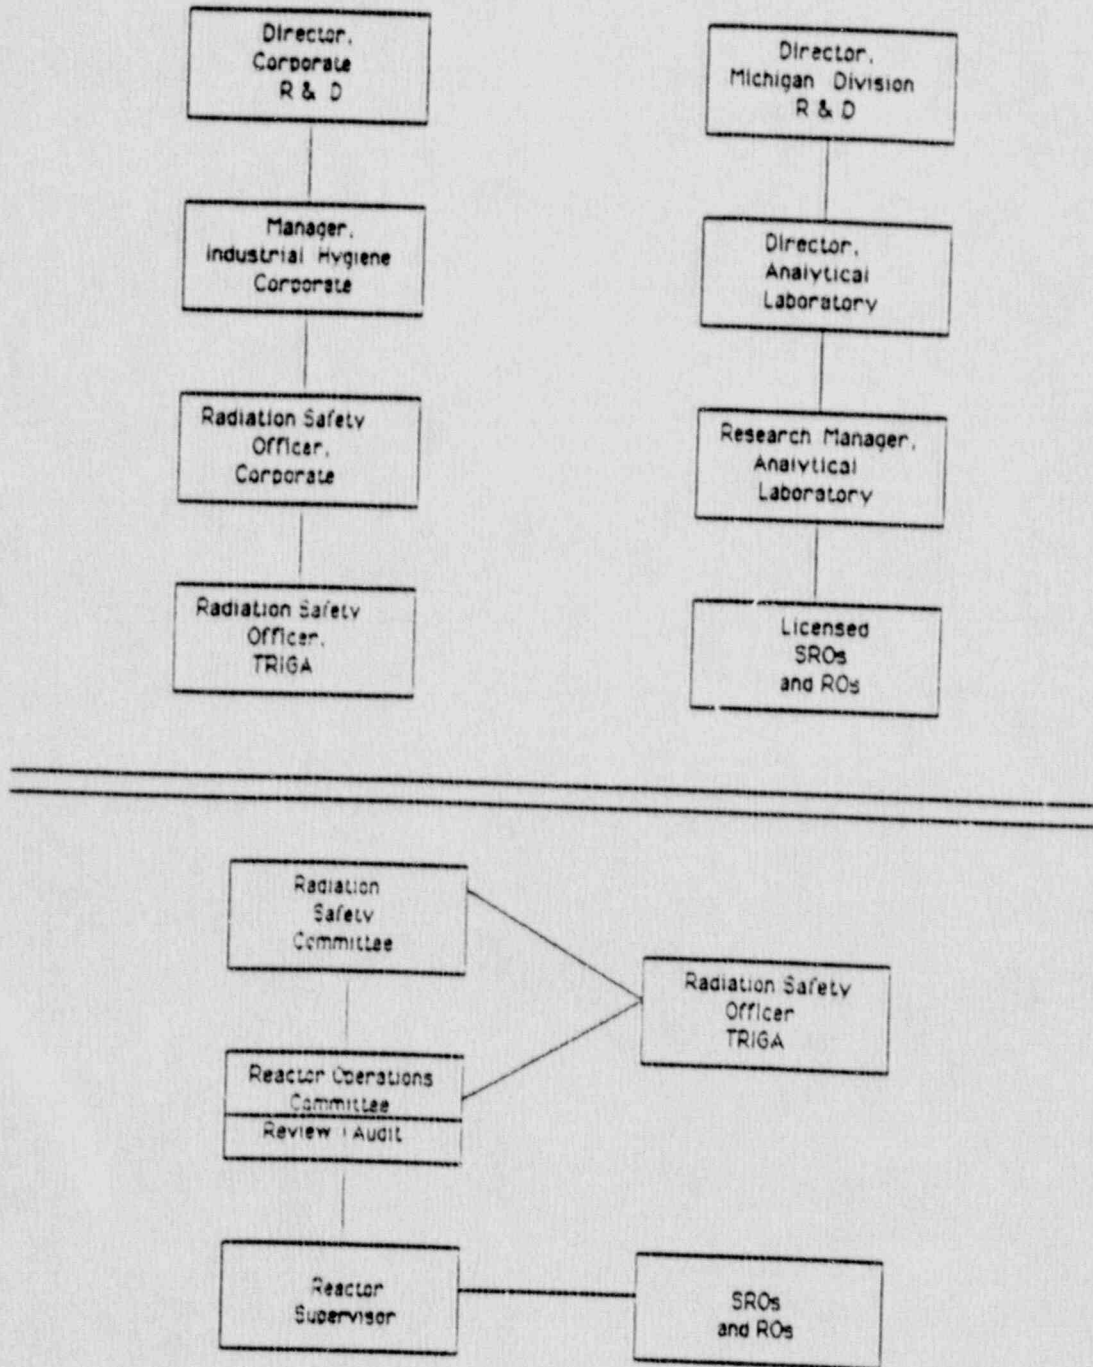 Director,
Corporate
R & D
Director,
Michigan Division
R & D
Manager,
Industrial Hygiene
Corporate
Director,
Analytical
Laboratory
Radiation Safety
Officer,
Corporate
Research Manager,
Analytical
Laboratory
Radiation Safety
Officer,
TRIGA
Licensed
SROs
and ROs
Radiation
Safety
Committee
Radiation Safety
Officer
TRIGA
Reactor Operations
Committee
Review Audit
Reactor
Supervisor
SROs
and ROs